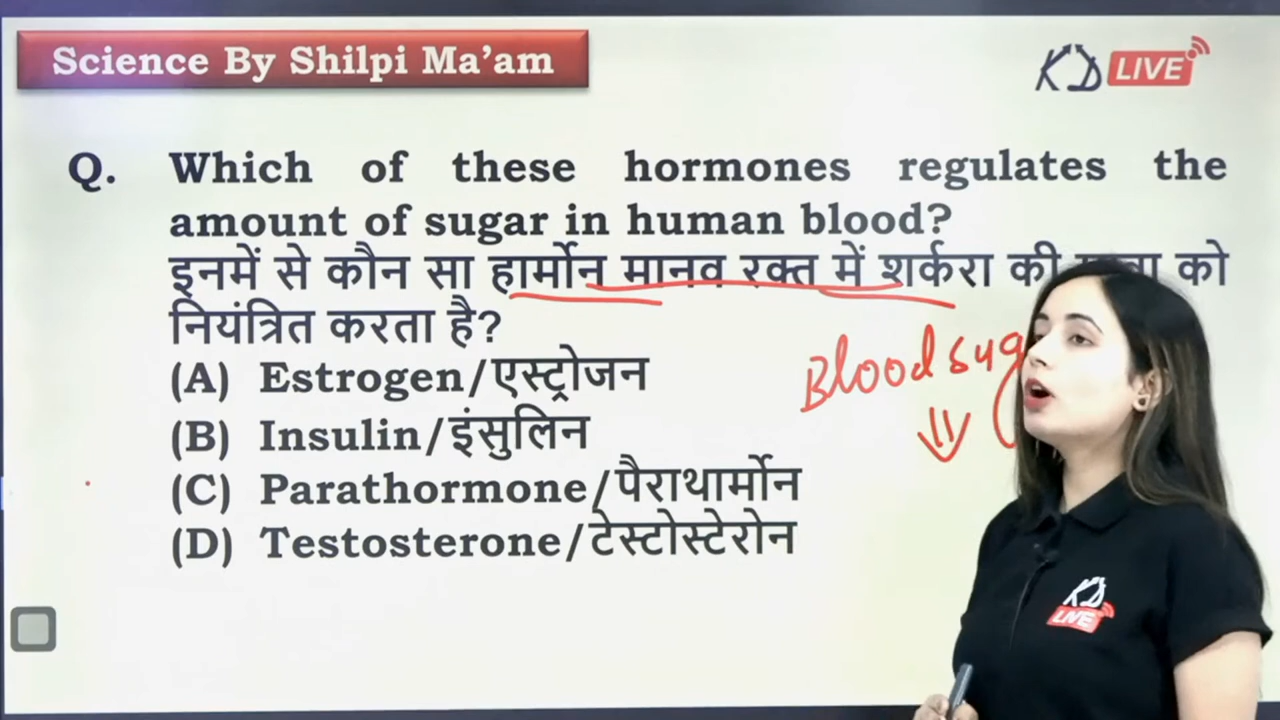 Science By Shilpi Ma’am
KD LIVE
Q. Which of these hormones regulates the
amount of sugar in human blood?
इनमें से कौन सा हार्मोन मानव रक्त में शर्करा की को
नियंत्रित करता है?
Blood
(A) Estrogen/एस्ट्रोजन
(B) Insulin/इंसुलिन
(C) Parathormone/पैराथार्मोन
(D) Testosterone/टेस्टोस्टेरोन
KD
LIVE